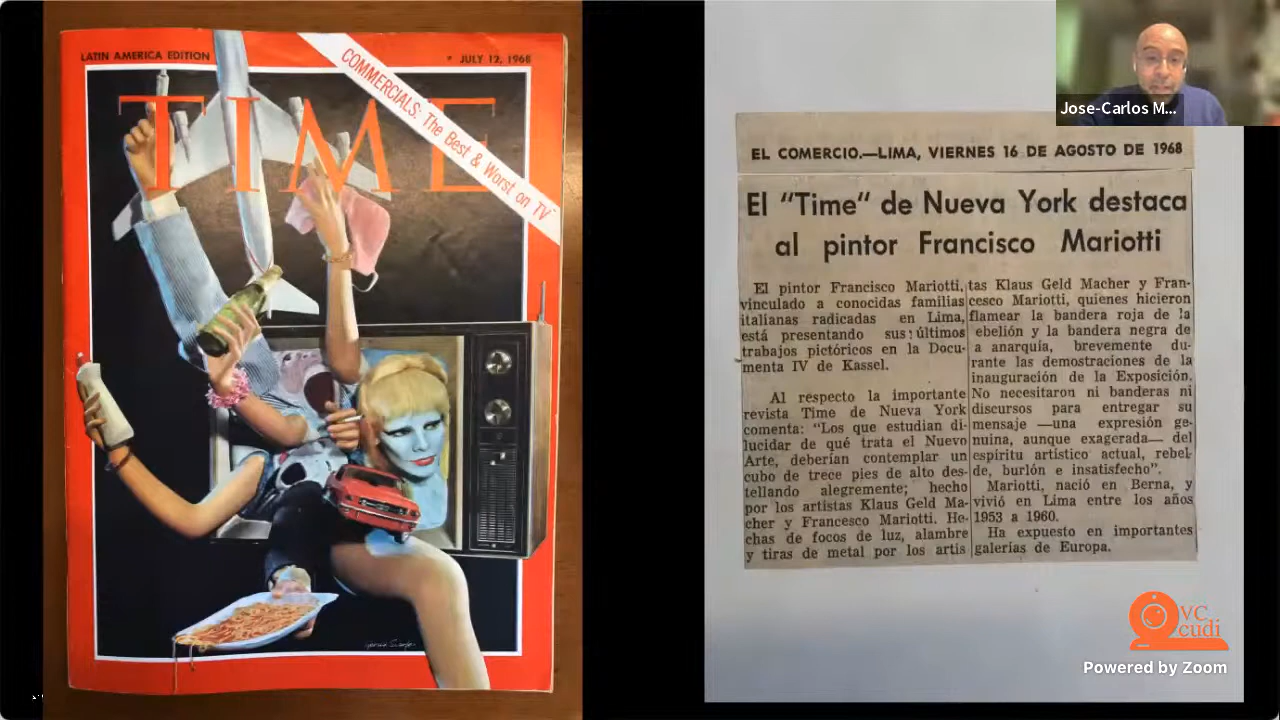 LATIN AMERICA EDITION
JULY 12, 1968
COMMERCIALS: The Best & Worst on TV
TIME
Jose-Carlos M...
EL COMERCIO.—LIMA, VIERNES 16 DE AGOSTO DE 1968
El "Time" de Nueva York destaca
al pintor Francisco Mariotti
El pintor Francisco Mariotti,
vinculado a conocidas familias
italianas radicadas en Lima,
está presentando sus últimos
trabajos pictóricos en la Docu-
menta IV de Kassel.
Al respecto la importante
revista Time de Nueva York
comenta: "Los que estudian di-
lucidar de qué trata el Nuevo
Arte, deberían contemplar un
cubo de trece pies de alto des-
tellando alegremente; hecho
por los artistas Klaus Geld Ma-
cher y Francesco Mariotti. He-
chas de focos de luz, alambre
y tiras de metal por los artis
tas Klaus Geld Macher y Fran-
cesco Mariotti, quienes hicieron
flamear la bandera roja de la
ebelión y la bandera negra de
a anarquía, brevemente du-
rante las demostraciones de la
inauguración de la Exposición.
No necesitaron ni banderas ni
discursos para entregar su
mensaje —una expresión ge-
nuina, aunque exagerada— del
espíritu artístico actual, rebel-
de, burlón e insatisfecho".
Mariotti, nació en Berna, y
vivió en Lima entre los años
1953 a 1960.
Ha expuesto en importantes
galerías de Europa.
VC
cudi
Powered by Zoom